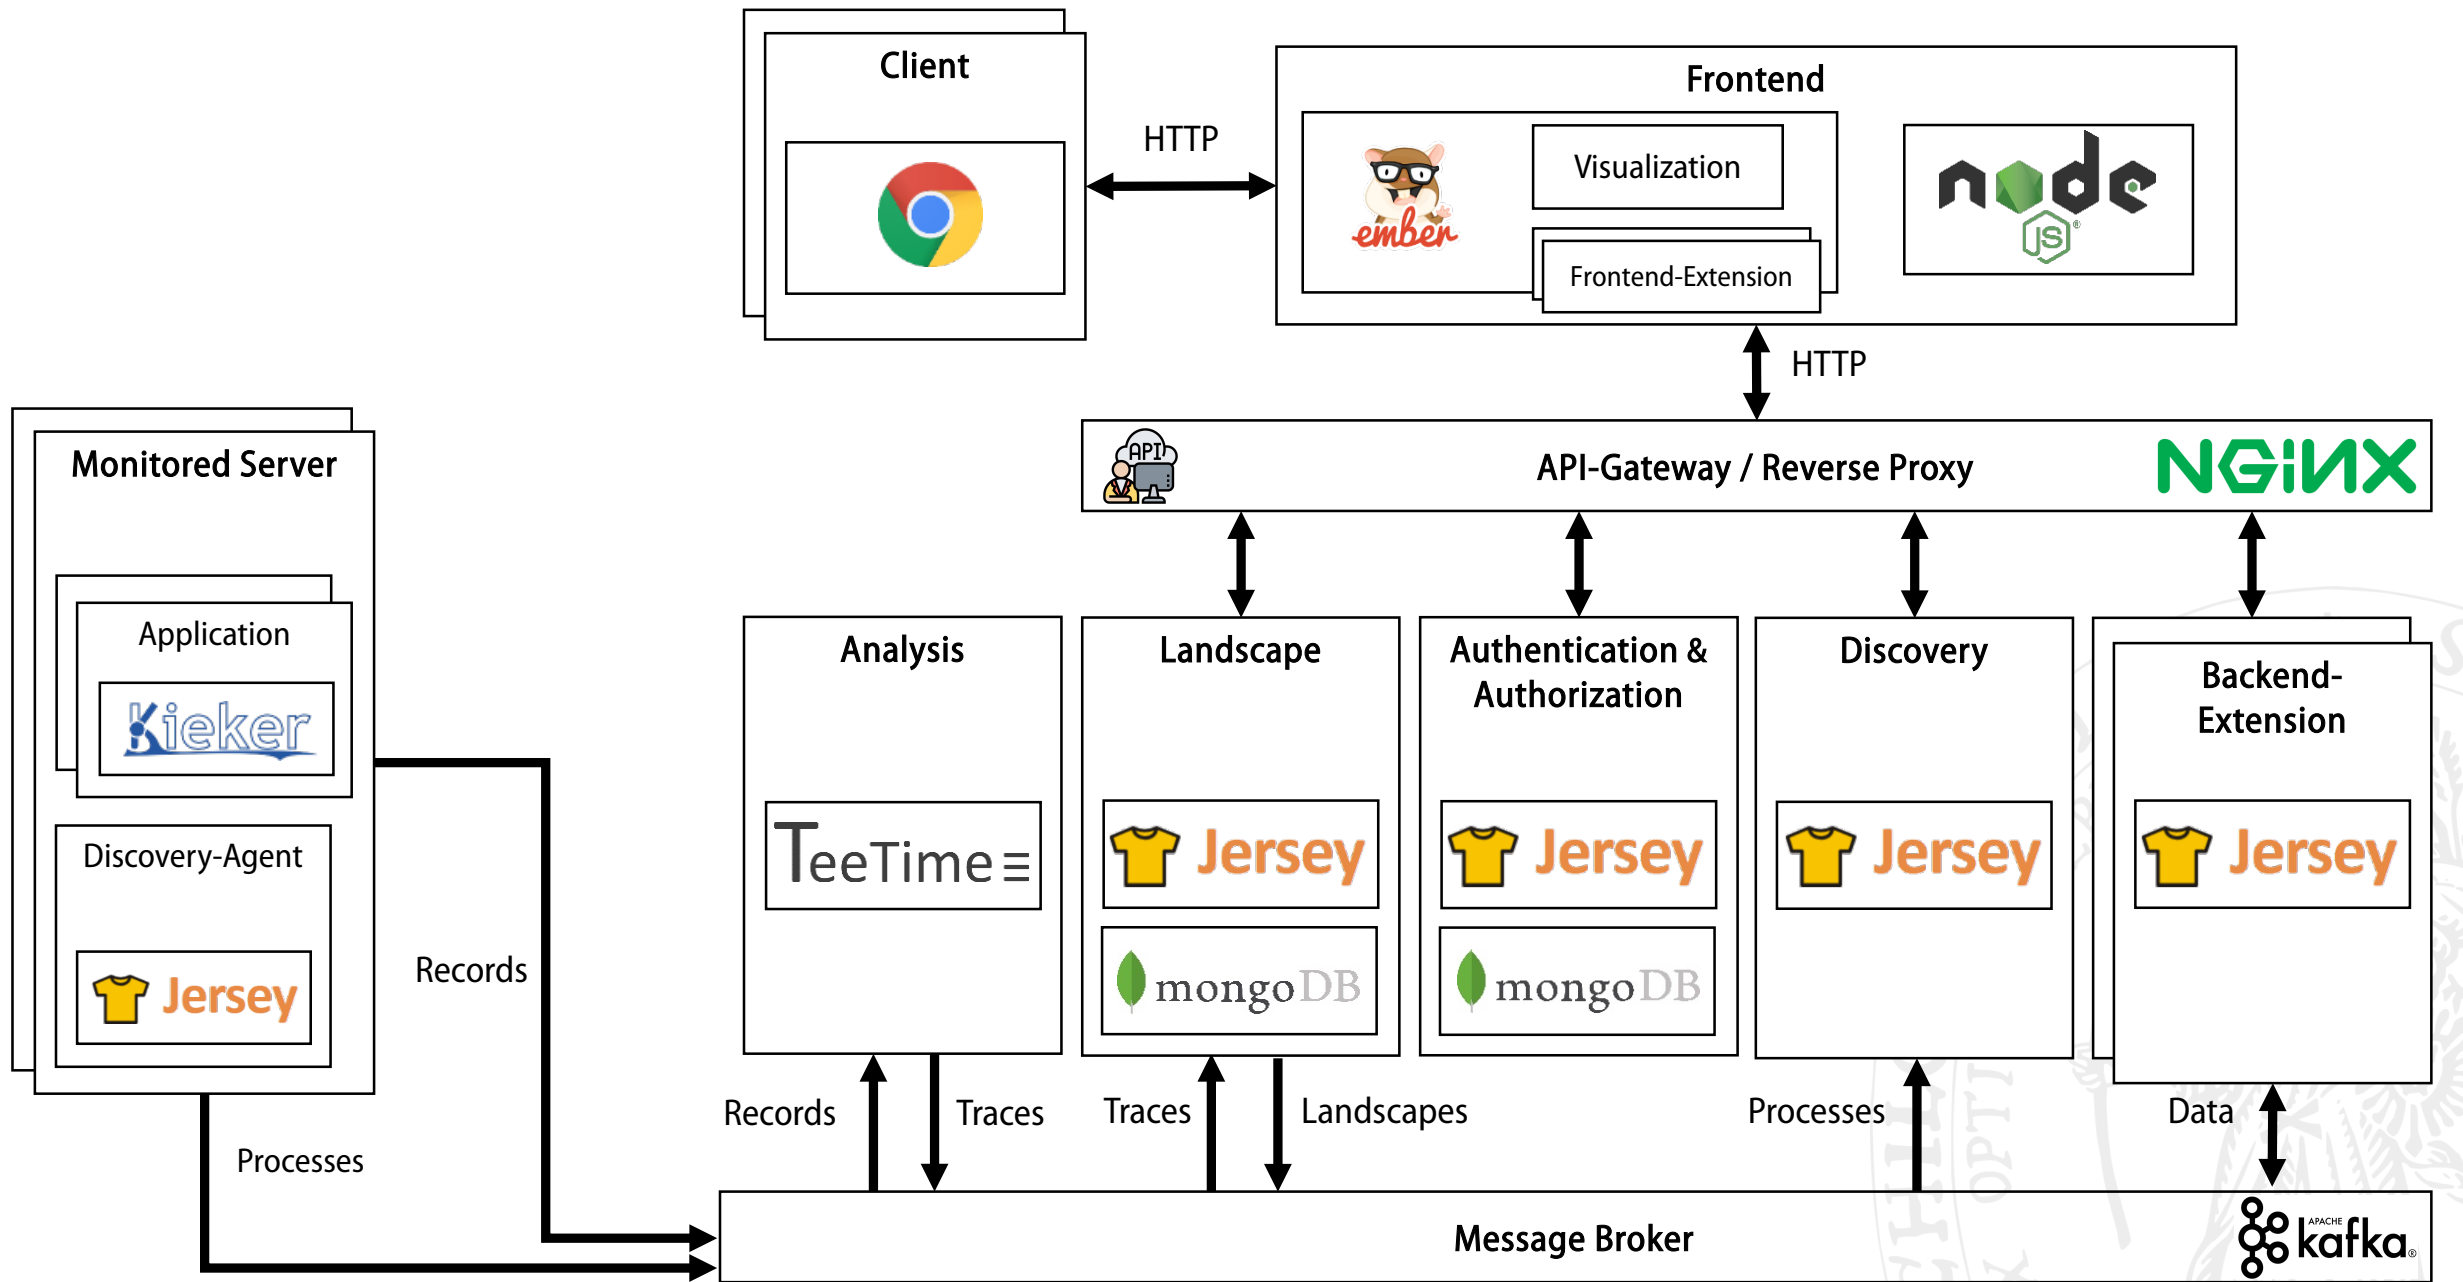 Client
HTTP
Frontend
ember
Visualization
Frontend-Extension
node
JS®
HTTP
API
API-Gateway / Reverse Proxy
NGINX
Monitored Server
Application
Kieker
Discovery-Agent
Jersey
Records
Processes
Analysis
TeeTime
Landscape
Jersey
mongoDB
Authentication &
Authorization
Jersey
mongoDB
Discovery
Jersey
Backend-
Extension
Jersey
Records
Traces
Traces
Landscapes
Processes
Data
Message Broker
APACHE
kafka®